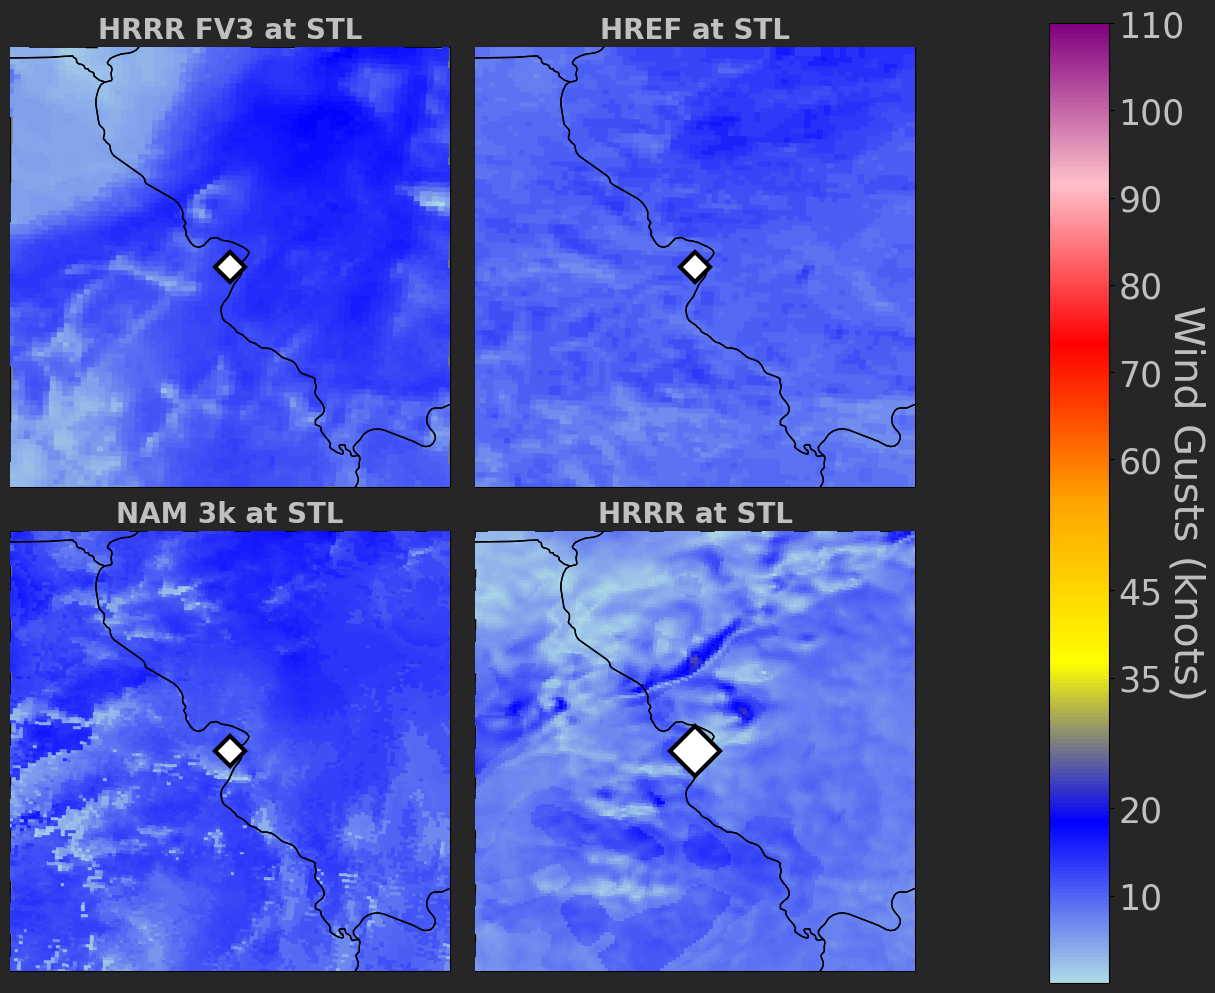 HRRR FV3 at STL
HREF at STL
NAM 3k at STL
HRRR at STL
110
100
90
80
70
60
45
35
20
10
Wind Gusts (knots)